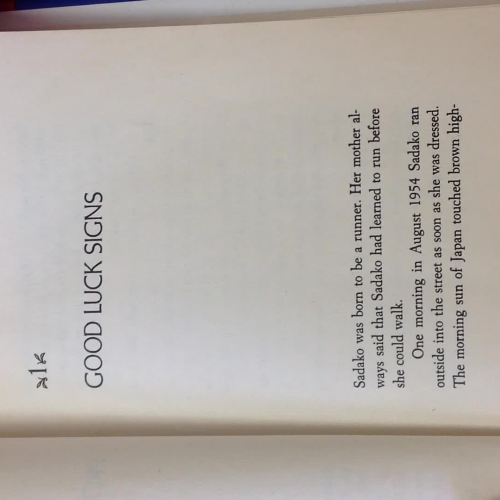 1
GOOD LUCK SIGNS
Sadako was born to be a runner. Her mother al-
ways said that Sadako had learned to run before
she could walk.
One morning in August 1954 Sadako ran
outside into the street as soon as she was dressed.
The morning sun of Japan touched brown high-